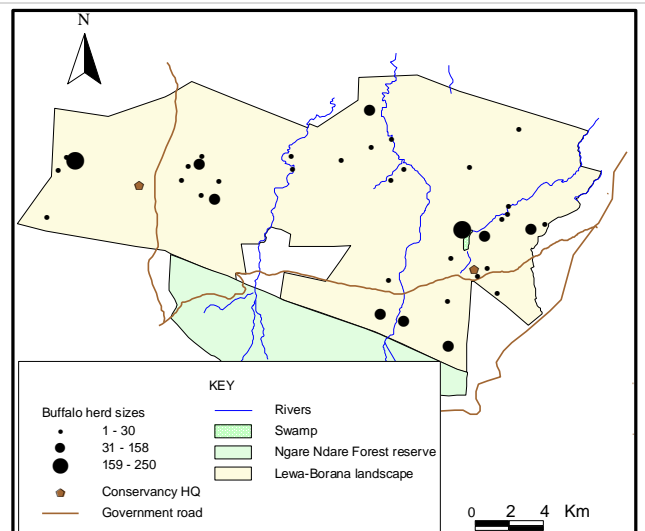 N
KEY
Buffalo herd sizes
1 - 30
31 - 158
159 - 250
Conservancy HQ
Government road
Rivers
Swamp
Ngare Ndare Forest reserve
Lewa-Borana landscape
0 2 4 Km